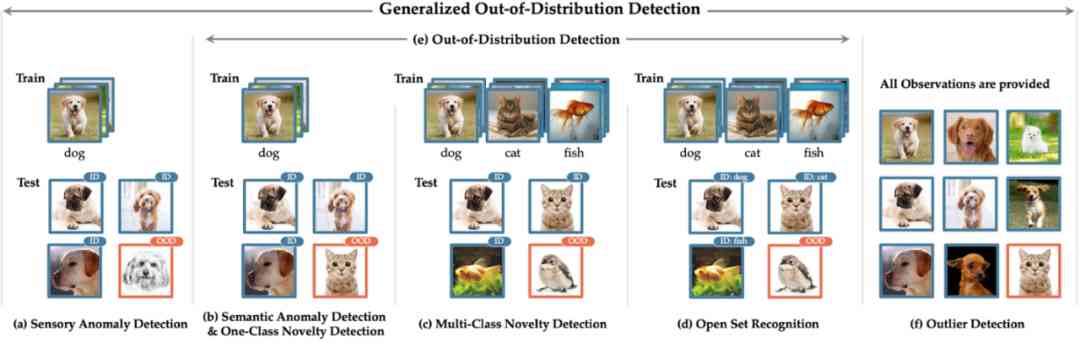 Generalized Out-of-Distribution Detection
(e) Out-of-Distribution Detection
Train
dog
Test
ID
ID
ID
OOD
(a) Sensory Anomaly Detection
Train
dog
Test
ID
ID
ID
OOD
(b) Semantic Anomaly Detection
& One-Class Novelty Detection
Train
dog cat fish
Test
ID
ID
ID
OOD
(c) Multi-Class Novelty Detection
Train
dog cat fish
Test
ID: dog
ID: cat
ID: fish
OOD
(d) Open Set Recognition
All Observations are provided
(f) Outlier Detection